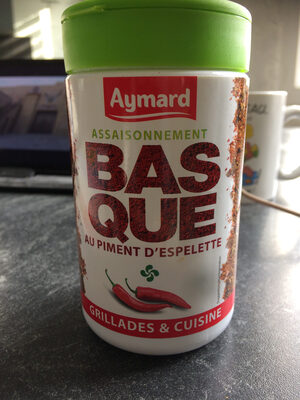 Aymard
ASSAISONNEMENT
BAS
QUE
AU PIMENT D'ESPELETTE
GRILLADES & CUISINE